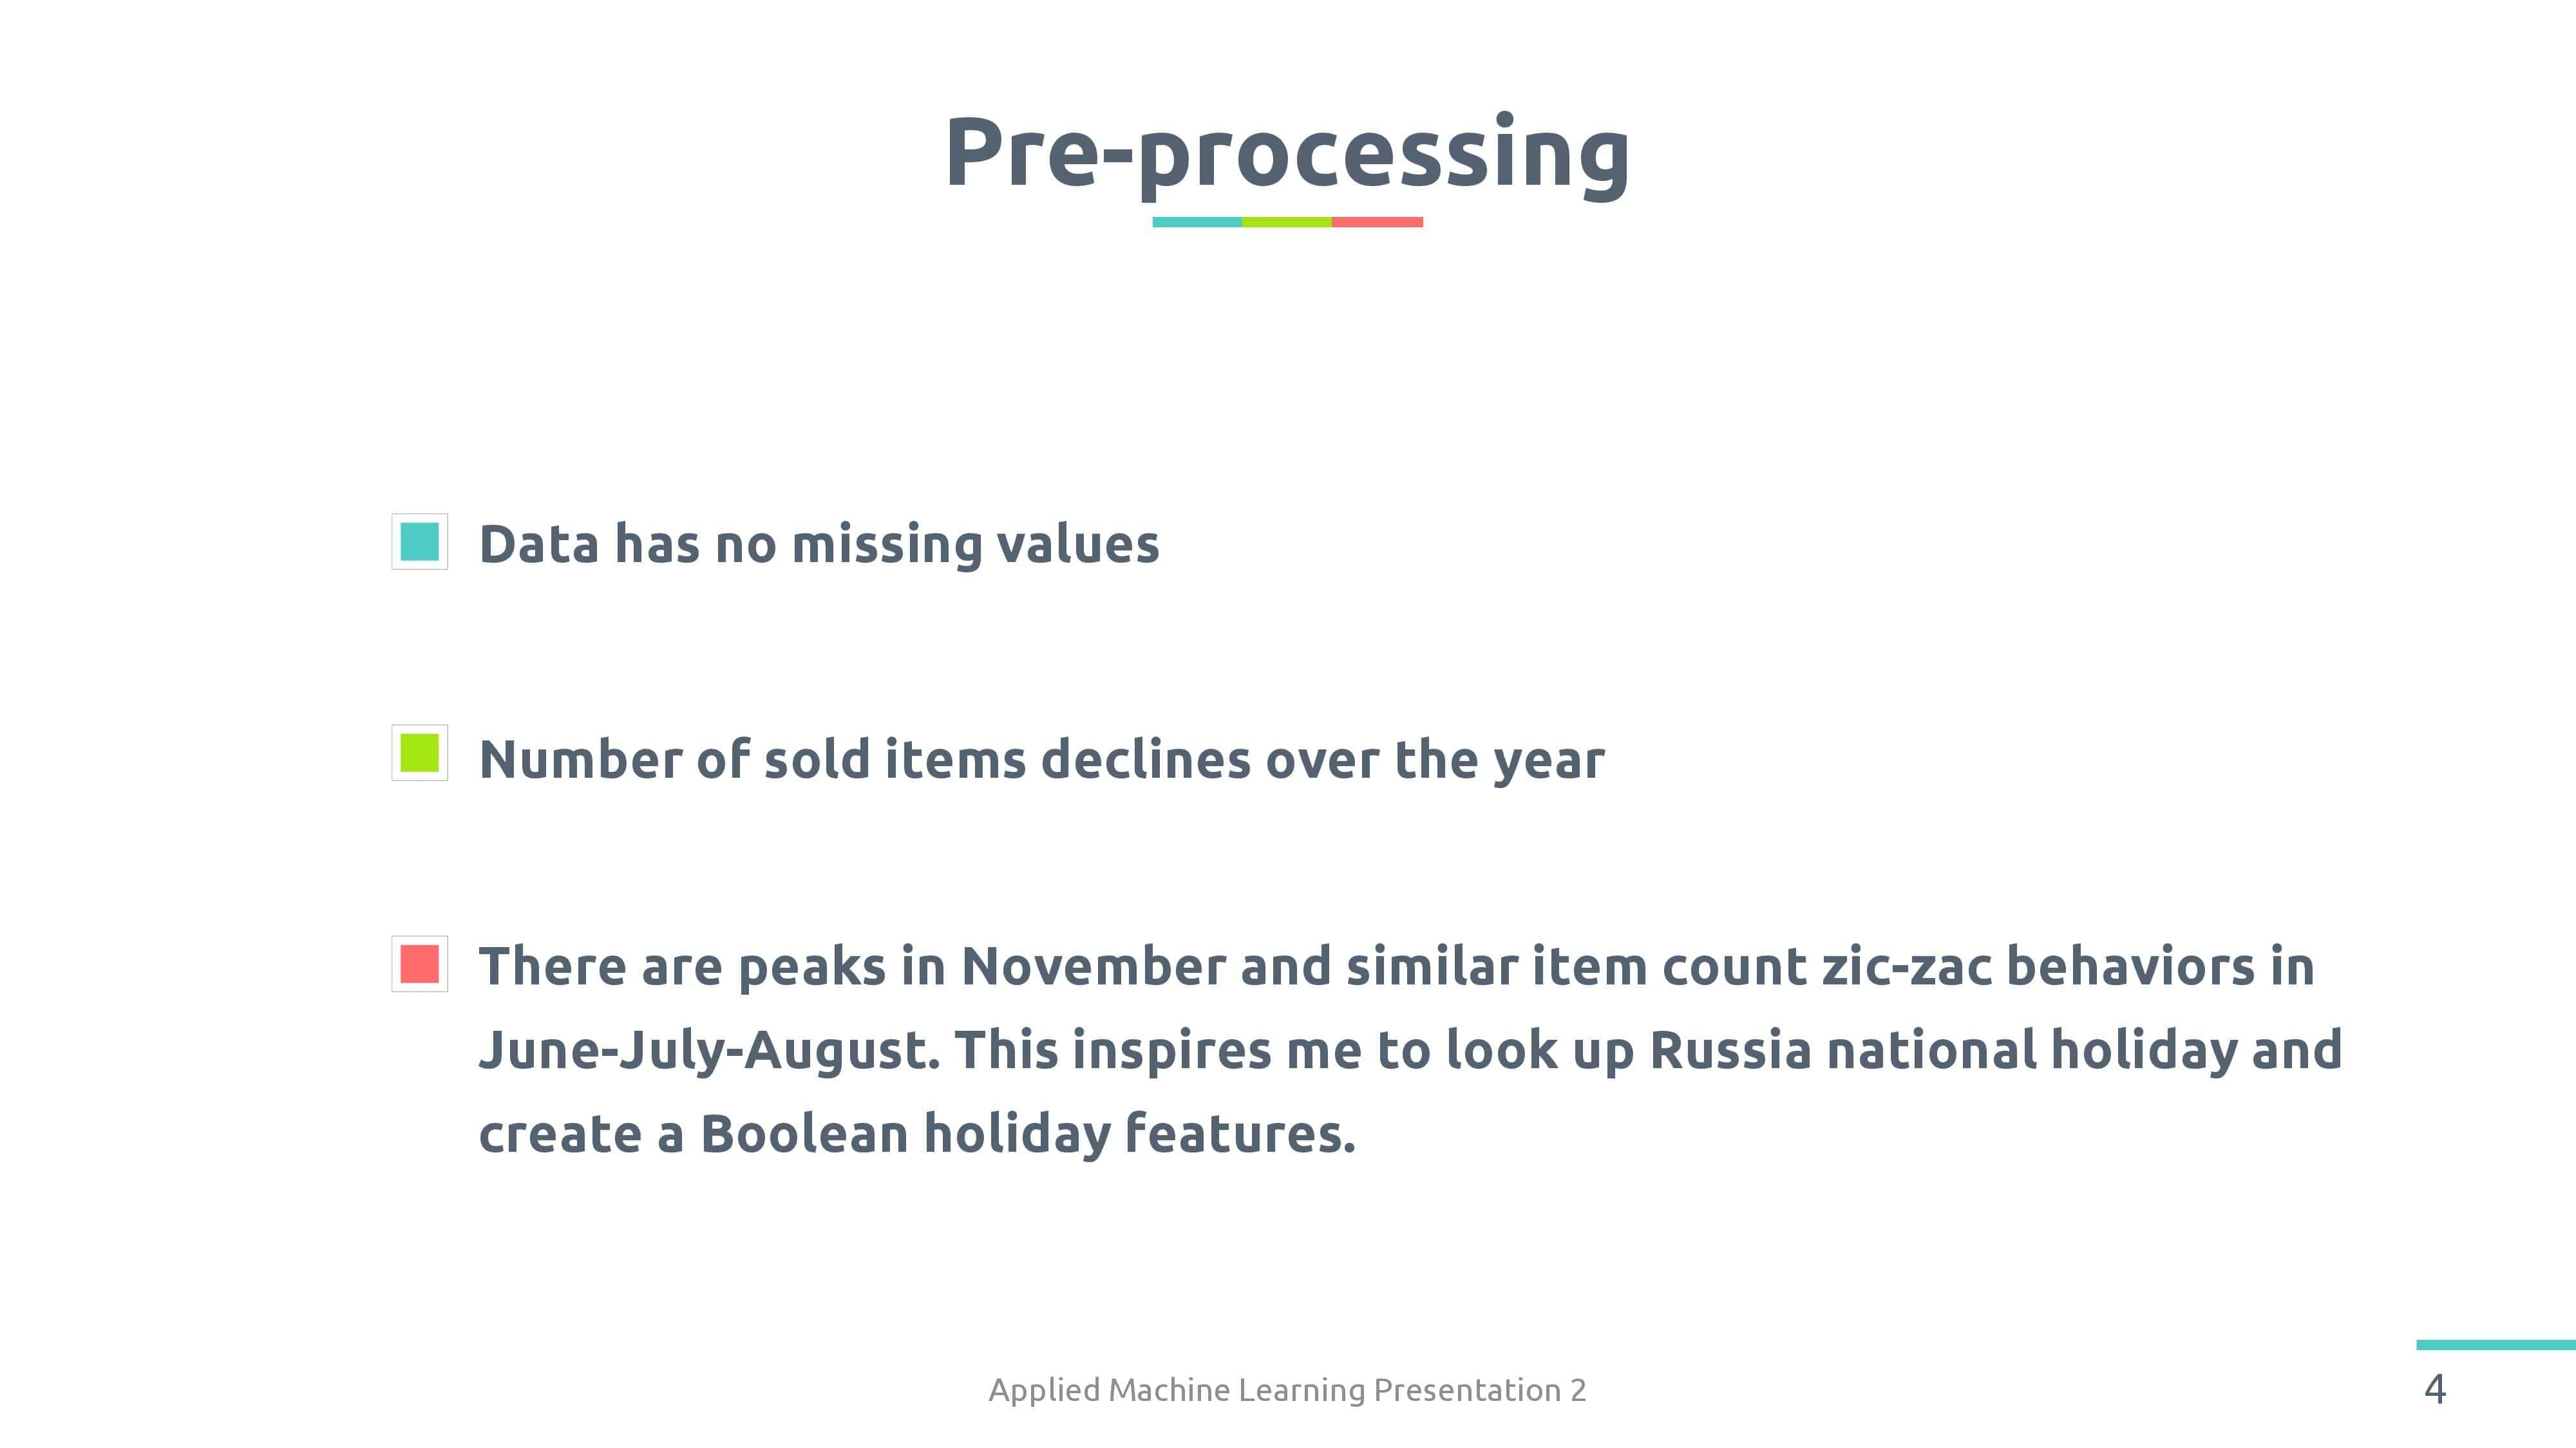 Pre-processing
Data has no missing values
Number of sold items declines over the year
There are peaks in November and similar item count zic-zac behaviors in
June-July-August. This inspires me to look up Russia national holiday and
create a Boolean holiday features.
Applied Machine Learning Presentation 2
4